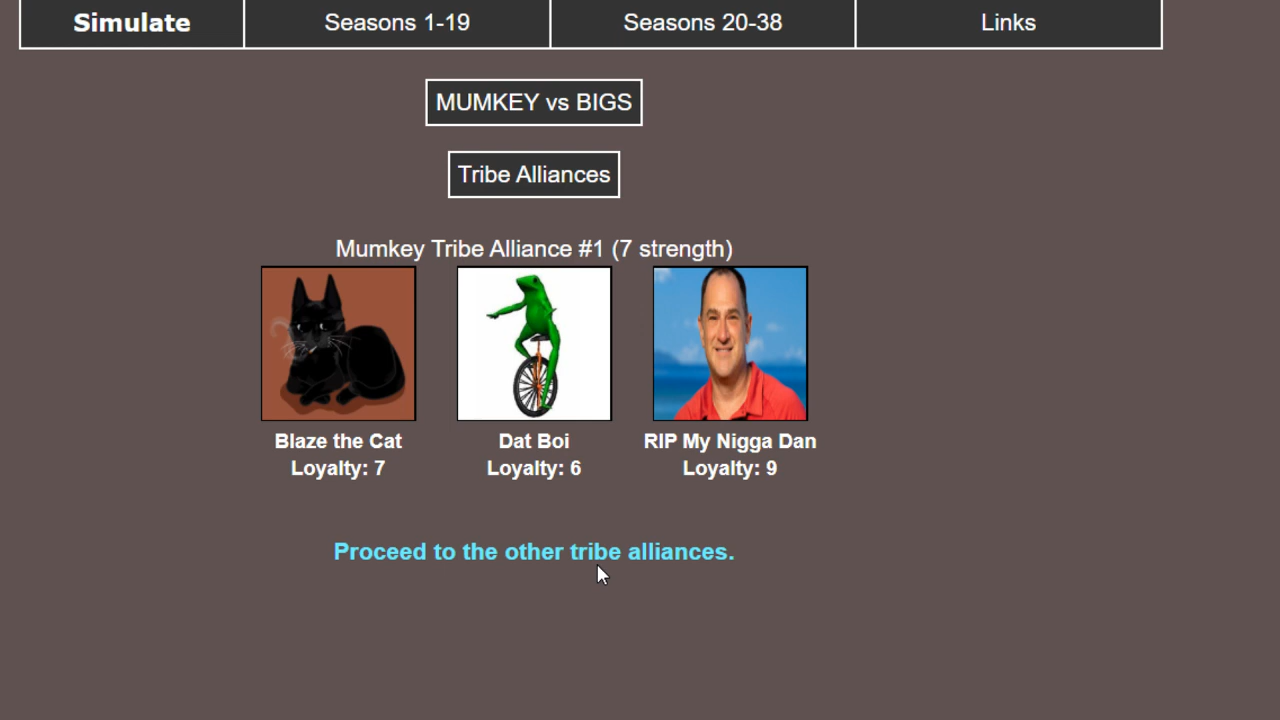 Simulate
Seasons 1-19
Seasons 20-38
Links
MUMKEY vs BIGS
Tribe Alliances
Mumkey Tribe Alliance #1 (7 strength)
Blaze the Cat
Loyalty: 7
Dat Boi
Loyalty: 6
RIP My Nigga Dan
Loyalty: 9
Proceed to the other tribe alliances.